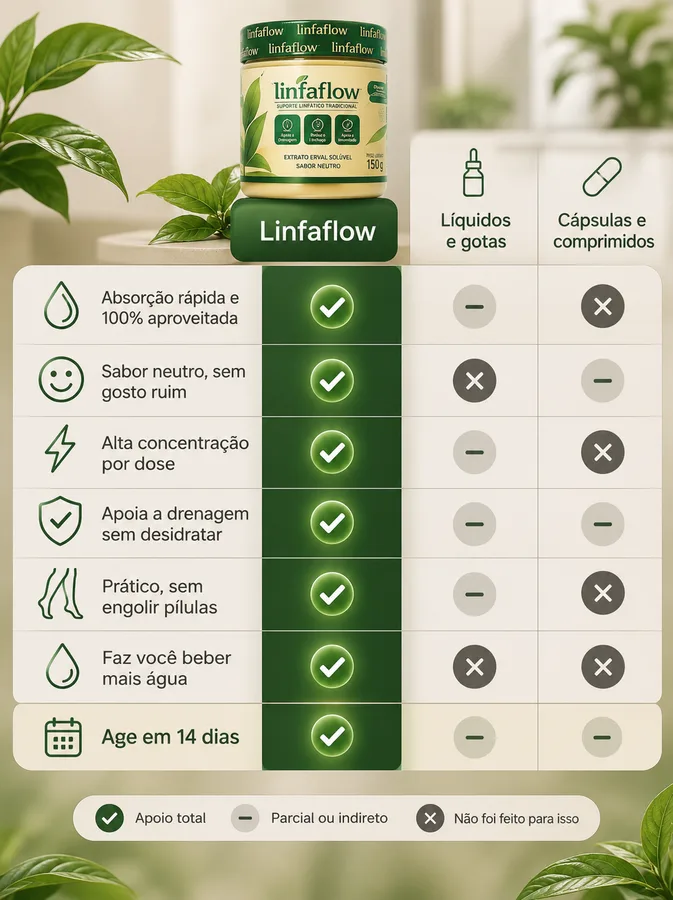 linfaflow linfaflow linfaflow
linfaflow linfaflow linfaflow
linfaflow
SUPORTE LINFÁTICO TRADICIONAL
EXTRATO ERVAL SOLÚVEL
SABOR NEUTRO
150g
Linfaflow
Líquidos
e gotas
Cápsulas e
comprimidos
Absorção rápida e
100% aproveitada
Sabor neutro, sem
gosto ruim
Alta concentração
por dose
Apoia a drenagem
sem desidratar
Prático, sem
engolir pílulas
Faz você beber
mais água
Age em 14 dias
Apoio total
Parcial ou indireto
Não foi feito para isso